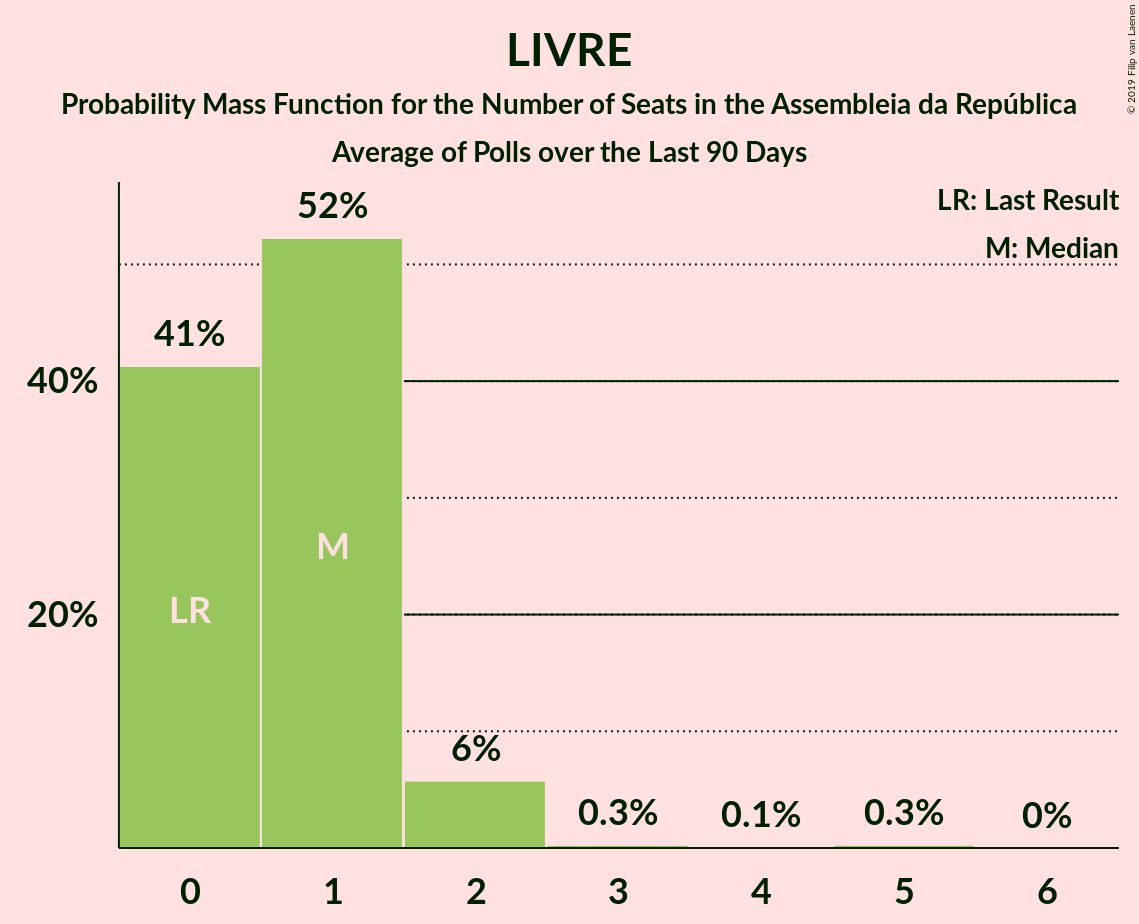 LIVRE
Probability Mass Function for the Number of Seats in the Assembleia da República
Average of Polls over the Last 90 Days
© 2019 Filip van Laenen
LR: Last Result
M: Median
52%
41%
40%
M
LR
20%
6%
0.3%
0.1%
0.3%
0%
0 1 2 3 4 5 6